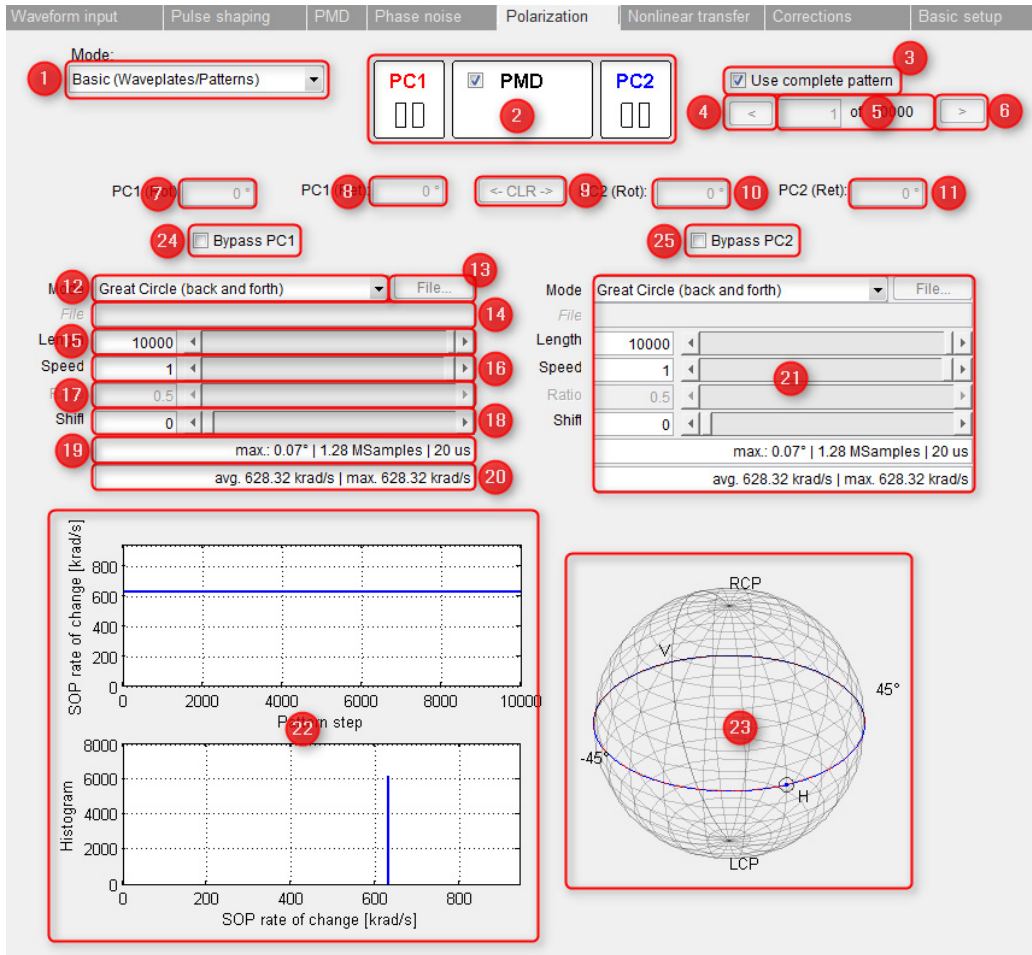 Waveform input Pulse shaping PMD Phase noise Polarization Nonlinear transfer Corrections Basic setup
Mode:
3
1 Basic (Waveplates/Patterns)
PC1 PMD PC2
2
Use complete pattern
4 < 1 of 5 0000 > 6
PC1 (Rot 7 0 ° PC1 8 0 ° <- CLR -> 9 2 (Rot): 0 ° 10 PC2 (Ret): 0 ° 11
24 Bypass PC1 25 Bypass PC2
13
12 Great Circle (back and forth) File... Mode Great Circle (back and forth) File...
File 14 File
15 10000 Length 10000
Speed 1 16 Speed 1
17 0.5 Ratio 0.5
21
Shift 0 18 Shift 0
19 max.: 0.07° | 1.28 MSamples | 20 us max.: 0.07° | 1.28 MSamples | 20 us
avg. 628.32 krad/s | max. 628.32 krad/s 20 avg. 628.32 krad/s | max. 628.32 krad/s
SOP rate of change [krad/s]
800
600
400
200
0
0 2000 4000 6000 8000 10000
22 step
Histogram
8000
6000
4000
2000
0
0 200 400 600 800
SOP rate of change [krad/s]
RCP
V
45°
23
-45°
H
LCP